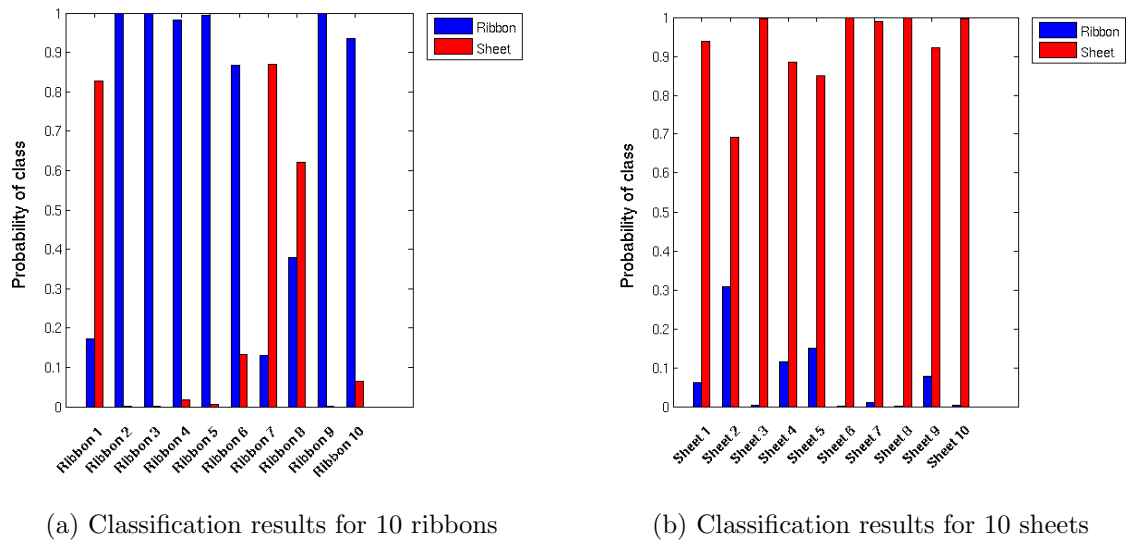 1
0.9
0.8
0.7
0.6
0.5
0.4
0.3
0.2
0.1
0
Probability of class
Ribbon 1
Ribbon 2
Ribbon 3
Ribbon 4
Ribbon 5
Ribbon 6
Ribbon 7
Ribbon 8
Ribbon 9
Ribbon 10
Ribbon
Sheet
(a) Classification results for 10 ribbons
1
0.9
0.8
0.7
0.6
0.5
0.4
0.3
0.2
0.1
0
Probability of class
Sheet 1
Sheet 2
Sheet 3
Sheet 4
Sheet 5
Sheet 6
Sheet 7
Sheet 8
Sheet 9
Sheet 10
Ribbon
Sheet
(b) Classification results for 10 sheets